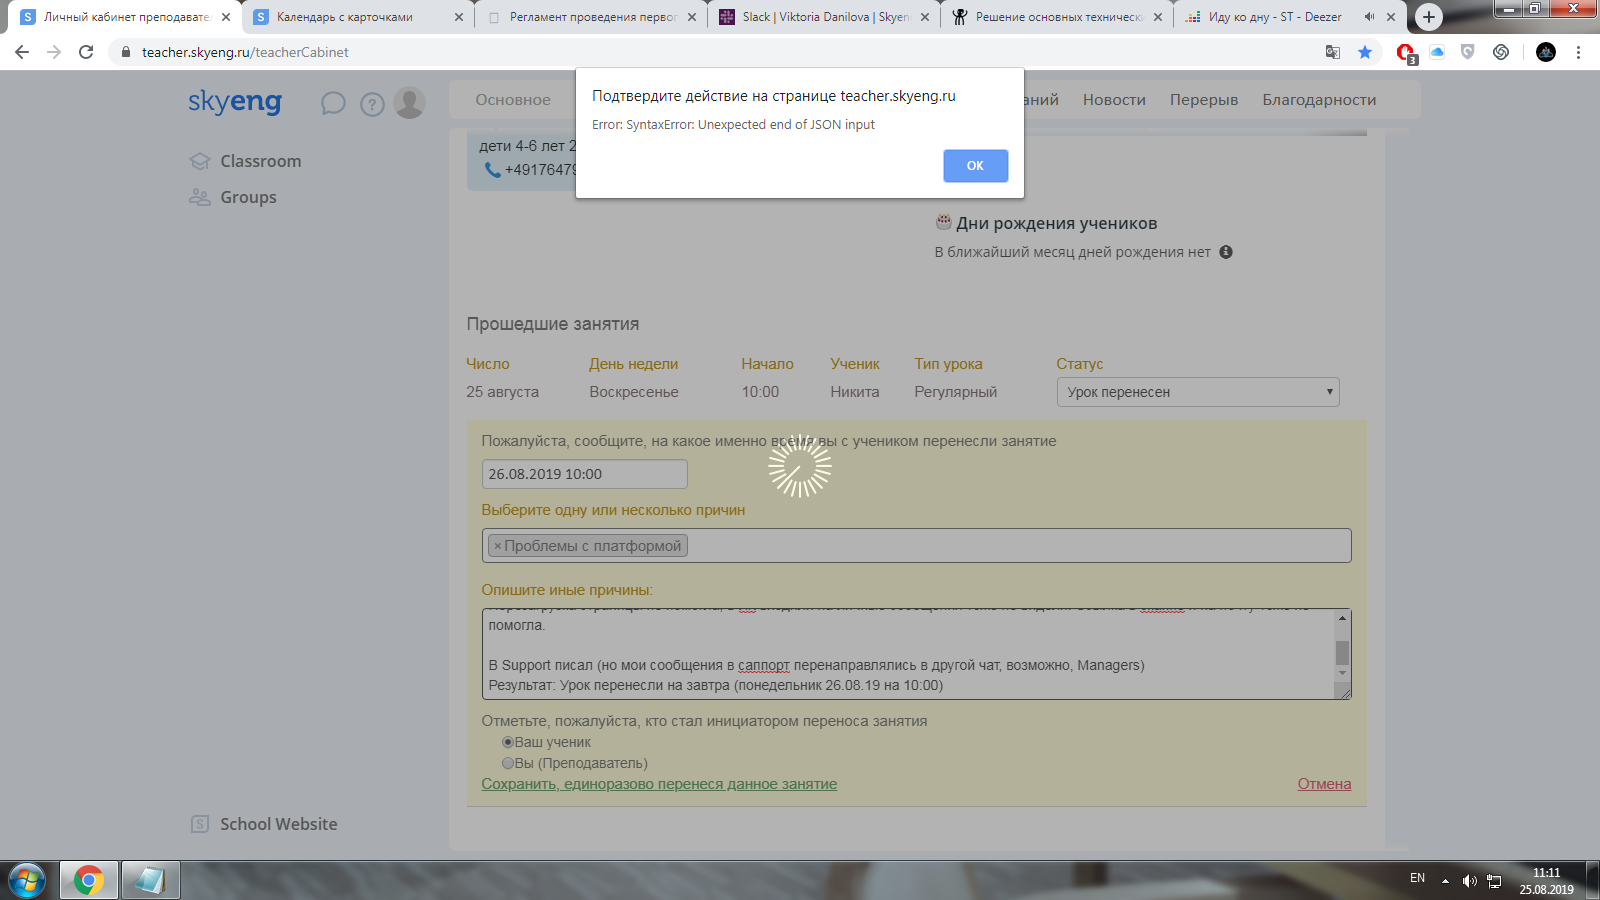 Личный кабинет преподавате
Календарь с карточками
Регламент проведения первог
Slack | Viktoria Danilova | Skyen
Решение основных технически
Иду ко дну - ST - Deezer
teacher.skyeng.ru/teacherCabinet
3
skyeng
Основное
аний
Новости
Перерыв
Благодарности
Подтвердите действие на странице teacher.skyeng.ru
Error: SyntaxError: Unexpected end of JSON input
ОК
дети 4-6 лет 2
+49176479
Classroom
Groups
Дни рождения учеников
В ближайший месяц дней рождения нет
Прошедшие занятия
Число День недели Начало Ученик Тип урока Статус
25 августа Воскресенье 10:00 Никита Регулярный Урок перенесен
Пожалуйста, сообщите, на какое именно время вы с учеником перенесли занятие
26.08.2019 10:00
Выберите одну или несколько причин
× Проблемы с платформой
Опишите иные причины:
помогла.
В Support писал (но мои сообщения в саппорт перенаправлялись в другой чат, возможно, Managers)
Результат: Урок перенесли на завтра (понедельник 26.08.19 на 10:00)
Отметьте, пожалуйста, кто стал инициатором переноса занятия
Ваш ученик
Вы (Преподаватель)
Сохранить, единоразово перенеся данное занятие
Отмена
School Website
EN
11:11
25.08.2019